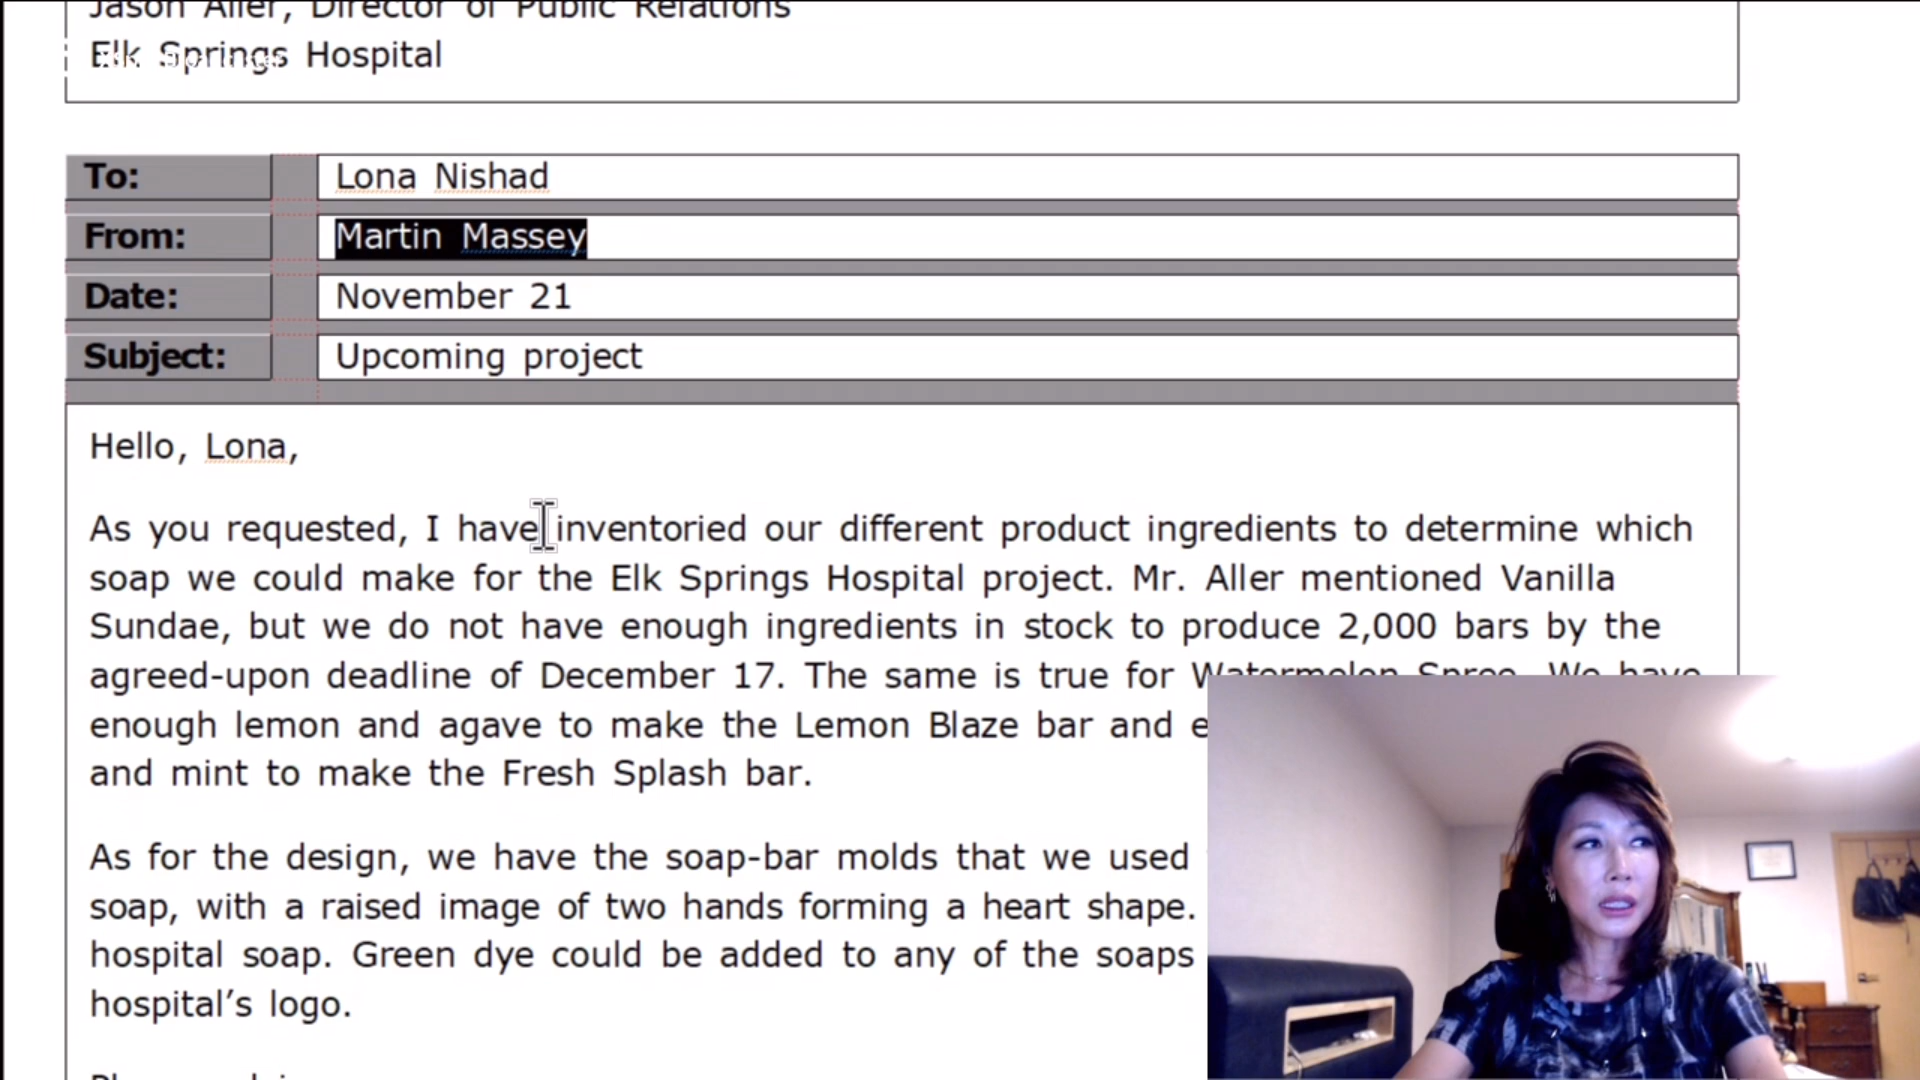 Jason Aller, Director of Public Relations
Elk Springs Hospital
To: Lona Nishad
From: Martin Massey
Date: November 21
Subject: Upcoming project
Hello, Lona,
As you requested, I have inventoried our different product ingredients to determine which
soap we could make for the Elk Springs Hospital project. Mr. Aller mentioned Vanilla
Sundae, but we do not have enough ingredients in stock to produce 2,000 bars by the
agreed-upon deadline of December 17. The same is true for Watermelon Spree. We have
enough lemon and agave to make the Lemon Blaze bar and
and mint to make the Fresh Splash bar.
As for the design, we have the soap-bar molds that we used
soap, with a raised image of two hands forming a heart shape.
hospital soap. Green dye could be added to any of the soaps
hospital’s logo.